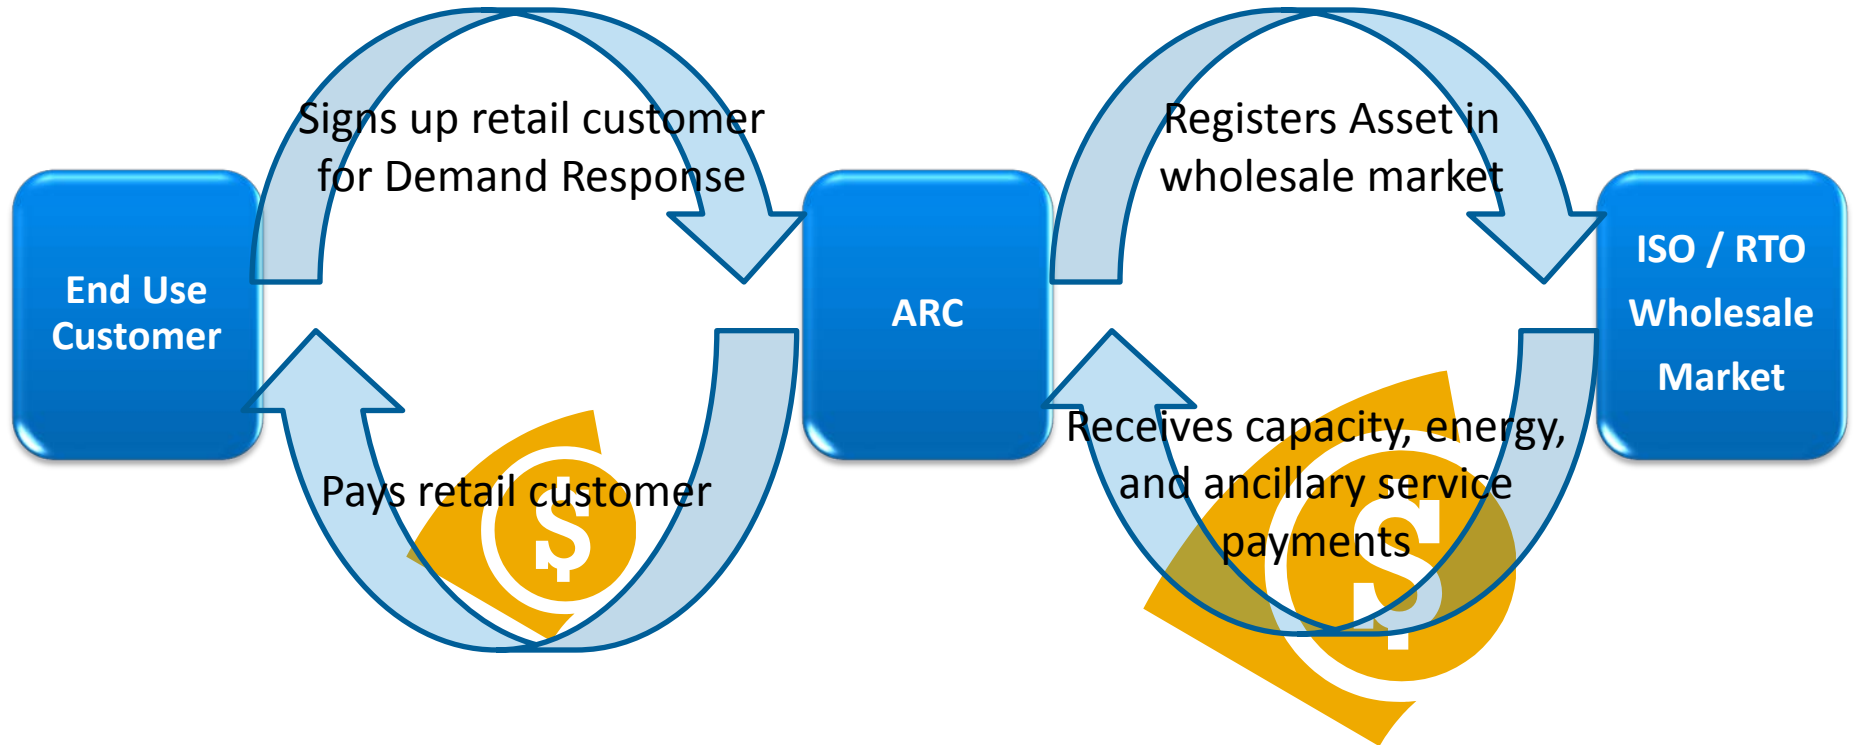 Signs up retail customer
for Demand Response
Registers Asset in
wholesale market
End Use
Customer
ARC
ISO / RTO
Wholesale
Market
Pays retail customer
$
Receives capacity, energy,
and ancillary service
payments
$